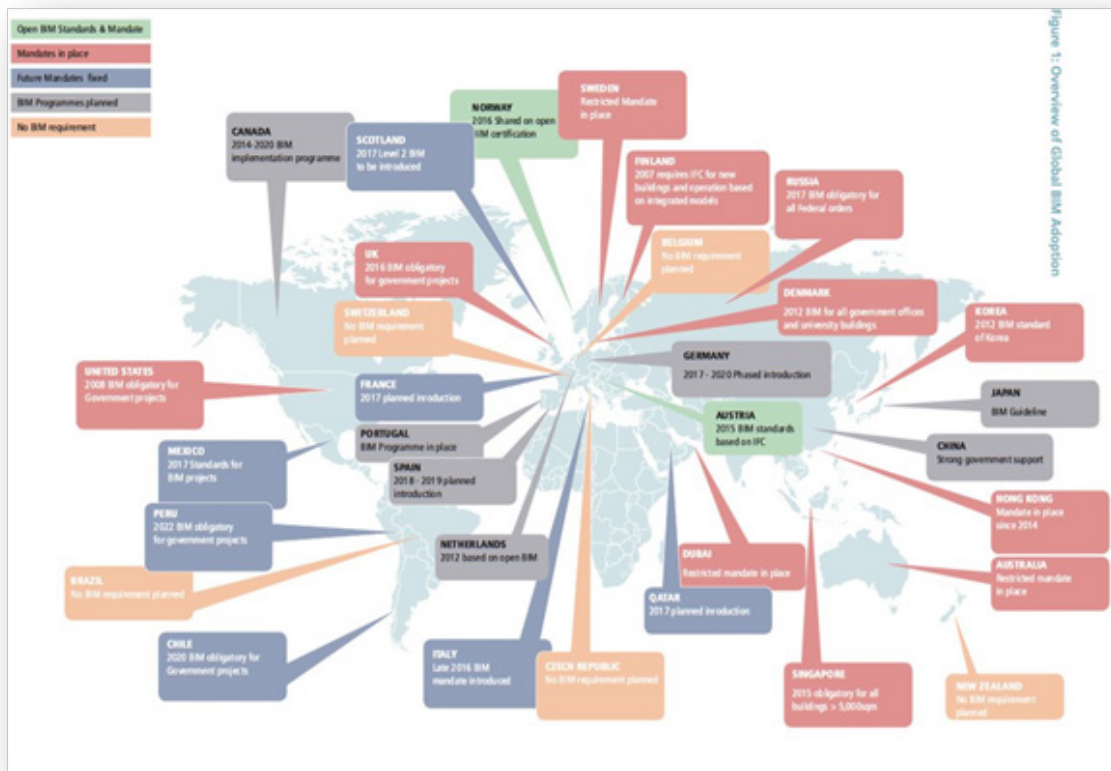 Open BIM Standards & Mandate
Mandates in place
Future Mandates fixed
BIM Programmes planned
No BIM requirement
Figure 1: Overview of Global BIM Adoption
CANADA
2014-2020 BIM
implementation programme
SCOTLAND
2017 Level 2 BIM
to be introduced
NORWAY
2016 Shared on open
BIM certification
SWEDEN
Restricted Mandate
in place
FINLAND
2007 requires IFC for new
buildings and operation based
on integrated models
RUSSIA
2017 BIM obligatory for
all Federal orders
UK
2016 BIM obligatory
for government projects
BELGIUM
No BIM requirement
planned
SWITZERLAND
No BIM requirement
planned
DENMARK
2012 BIM for all government offices
and university buildings
KOREA
2012 BIM standard
of Korea
UNITED STATES
2008 BIM obligatory for
Government projects
FRANCE
2017 planned inroduction
GERMANY
2017 - 2020 Phased introduction
JAPAN
BIM Guideline
PORTUGAL
BIM Programme in place
AUSTRIA
2015 BIM standards
based on IFC
CHINA
Strong government support
MEXICO
2017 Standards for
BIM projects
SPAIN
2018 - 2019 planned
introduction
HONG KONG
Mandate in place
since 2014
PERU
2022 BIM obligatory
for government projects
NETHERLANDS
2012 based on open BIM
DUBAI
Restricted mandate in place
AUSTRALIA
Restricted mandate
in place
BRAZIL
No BIM requirement planned
QATAR
2017 planned inroduction
CHILE
2020 BIM obligatory for
Government projects
ITALY
Late 2016 BIM
mandate introduced
CZECH REPUBLIC
No BIM requirement planned
SINGAPORE
2015 obligatory for all
buildings > 5,000sqm
NEW ZEALAND
No BIM requirement
planned